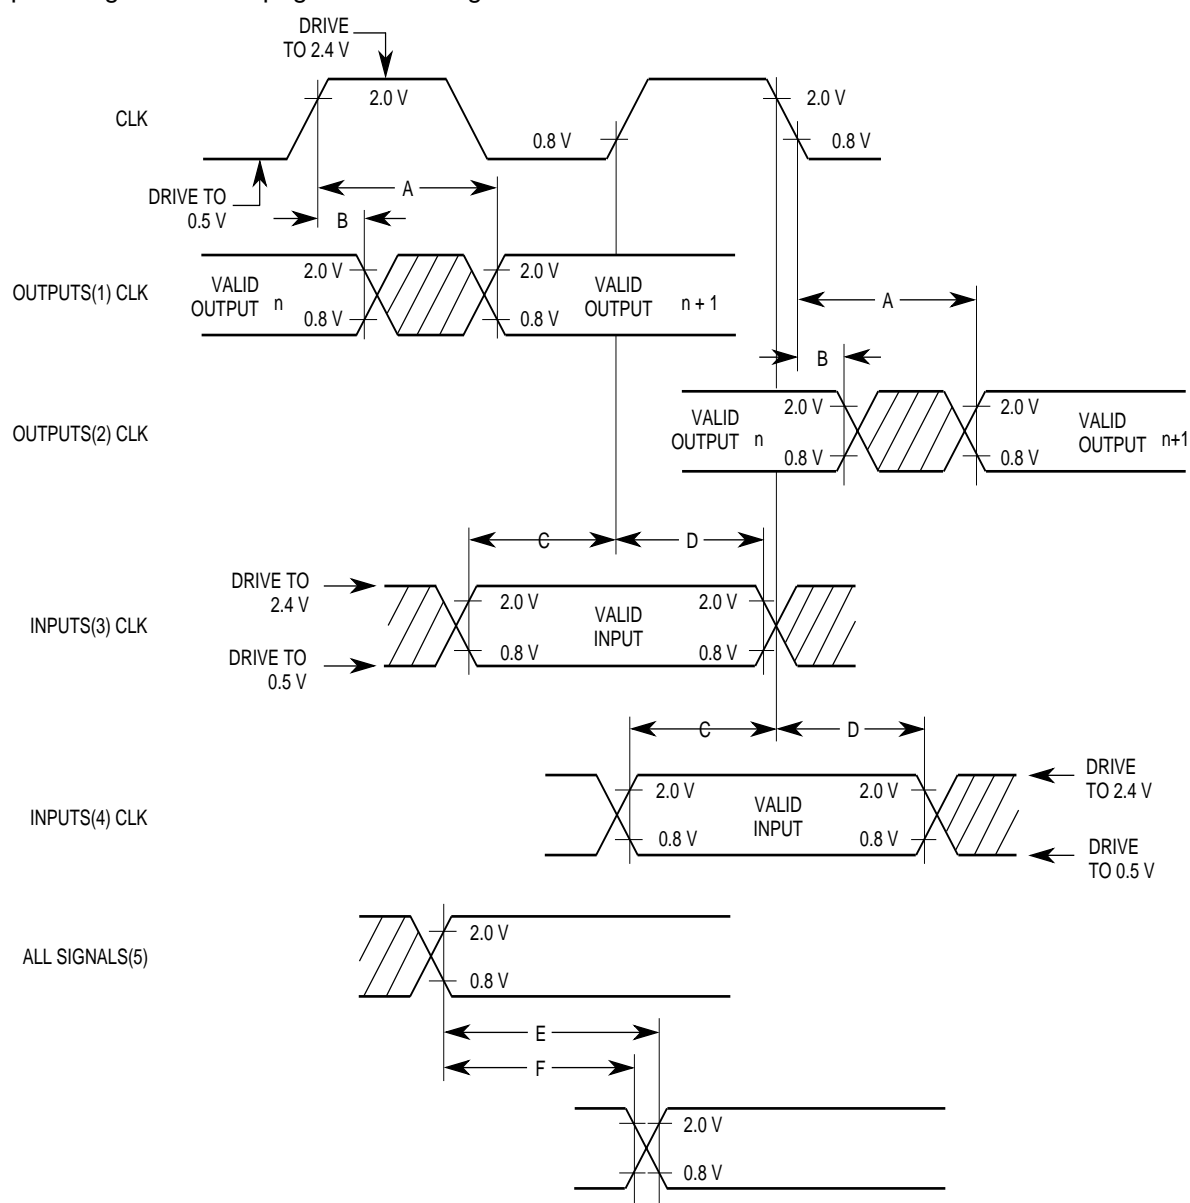 DRIVE
TO 2.4 V
2.0 V
2.0 V
CLK
0.8 V
0.8 V
DRIVE TO
0.5 V
A
B
OUTPUTS(1) CLK
VALID
OUTPUT n
2.0 V
0.8 V
2.0 V
0.8 V
VALID
OUTPUT n + 1
A
B
OUTPUTS(2) CLK
VALID
OUTPUT n
2.0 V
0.8 V
2.0 V
0.8 V
VALID
OUTPUT n+1
C
D
DRIVE TO
2.4 V
INPUTS(3) CLK
DRIVE TO
0.5 V
2.0 V
0.8 V
VALID
INPUT
2.0 V
0.8 V
C
D
INPUTS(4) CLK
2.0 V
0.8 V
VALID
INPUT
2.0 V
0.8 V
DRIVE
TO 2.4 V
DRIVE
TO 0.5 V
ALL SIGNALS(5)
2.0 V
0.8 V
E
F
2.0 V
0.8 V